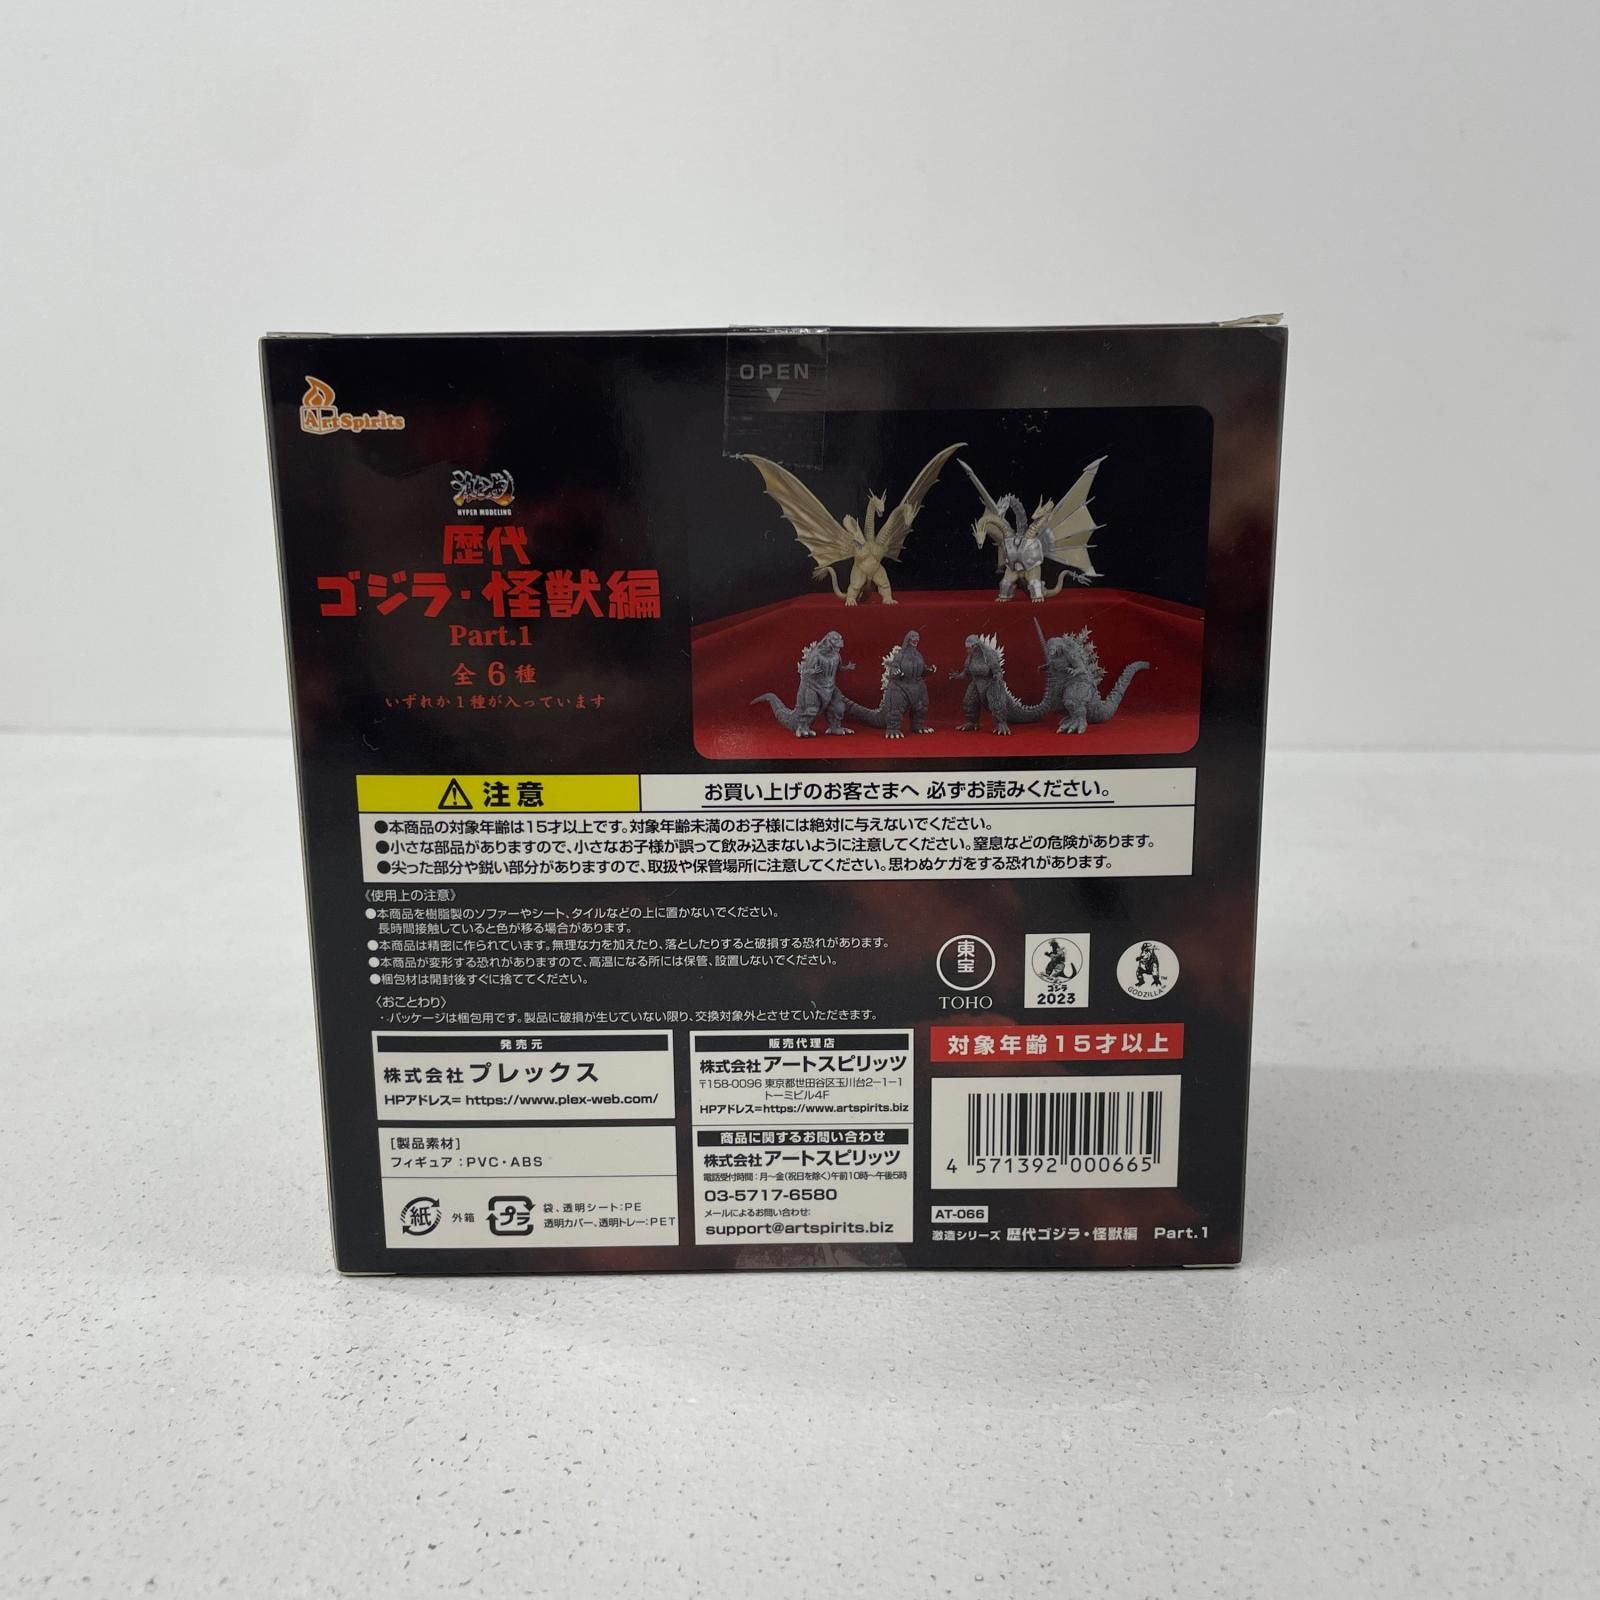 OPEN
ArtSpirits
激造
HYPER MODELING
歴代
ゴジラ・怪獣編
Part.1
全6種
いずれか1種が入っています
注意
お買い上げのお客さまへ 必ずお読みください。
●本商品の対象年齢は15才以上です。対象年齢未満のお子様には絶対に与えないでください。
●小さな部品がありますので、小さなお子様が誤って飲み込まないように注意してください。窒息などの危険があります。
●尖った部分や鋭い部分がありますので、取扱や保管場所に注意してください。思わぬケガをする恐れがあります。
《使用上の注意》
●本商品を樹脂製のソファーやシート、タイルなどの上に置かないでください。
長時間接触していると色が移る場合があります。
●本商品は精密に作られています。無理な力を加えたり、落としたりすると破損する恐れがあります。
●本商品が変形する恐れがありますので、高温になる所には保管、設置しないでください。
●梱包材は開封後すぐに捨ててください。
〈おことわり〉
・パッケージは梱包用です。製品に破損が生じていない限り、交換対象外とさせていただきます。
東宝
TOHO
ゴジラ
2023
GODZILLA™
発売元
株式会社プレックス
HPアドレス= https://www.plex-web.com/
[製品素材]
フィギュア:PVC・ABS
紙
外箱
プラ
袋、透明シート:PE
透明カバー、透明トレー:PET
販売代理店
株式会社アートスピリッツ
〒158-0096 東京都世田谷区玉川台2-1-1
トーミビル4F
HPアドレス=https://www.artspirits.biz
商品に関するお問い合わせ
株式会社アートスピリッツ
電話受付時間:月~金(祝日を除く)午前10時~午後5時
03-5717-6580
メールによるお問い合わせ:
support@artspirits.biz
対象年齢15才以上
4 571392 000665
AT-066
激造シリーズ 歴代ゴジラ・怪獣編 Part.1